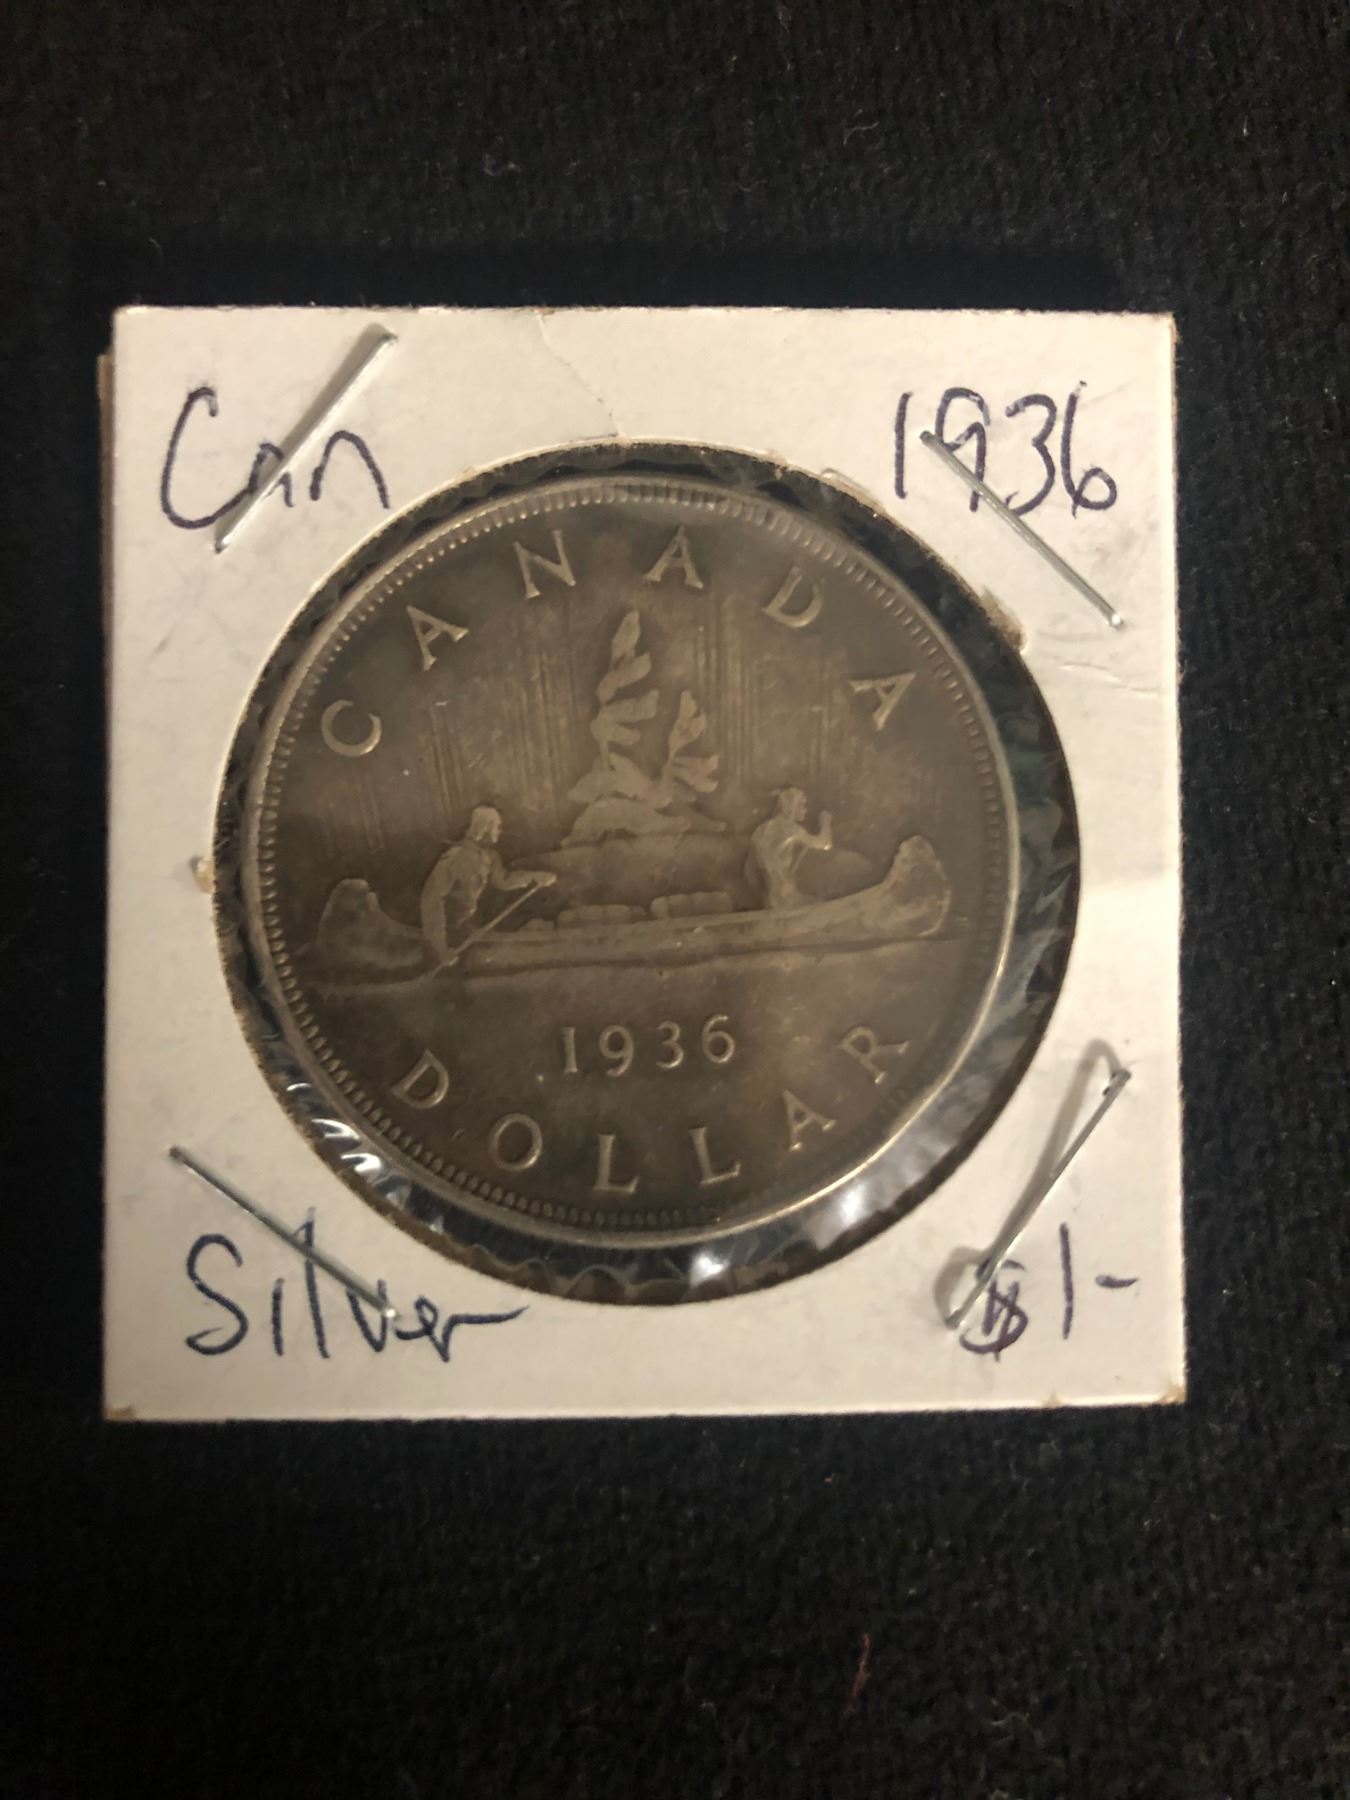 Can 1936
CANADA
1936
DOLLAR
Silver $1-